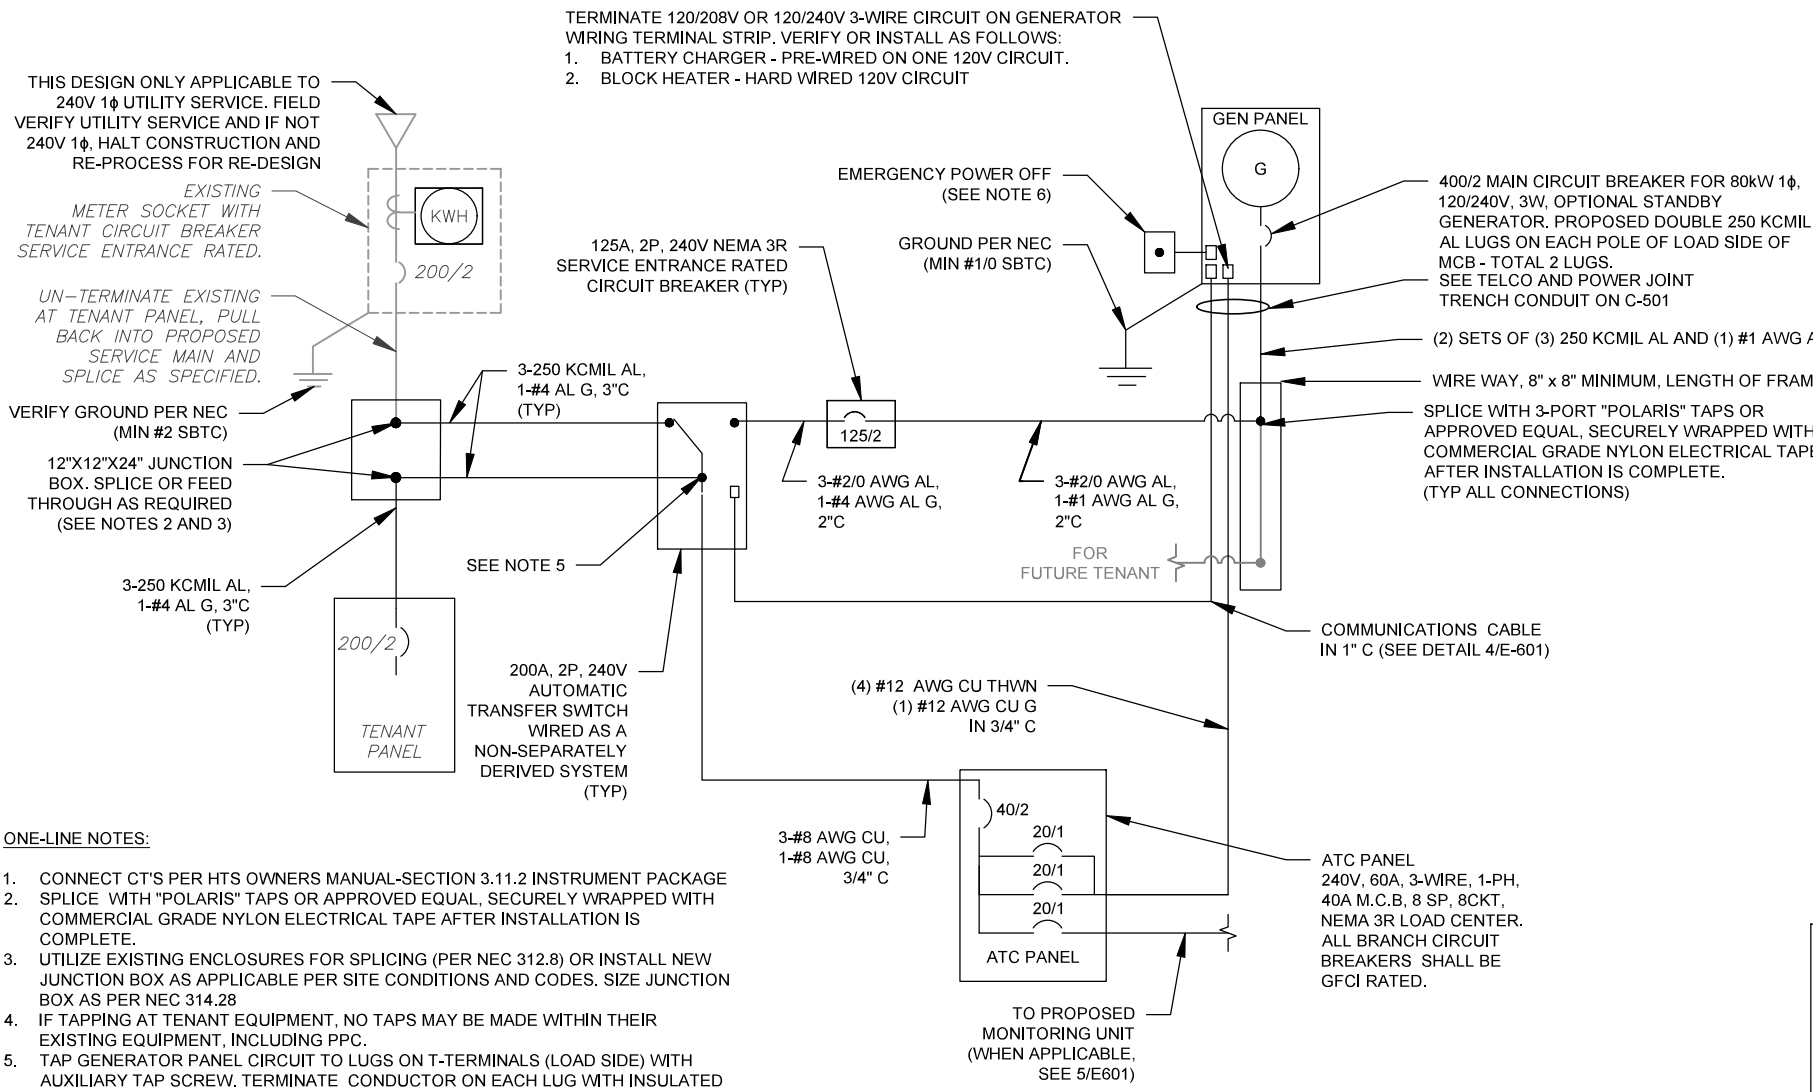 TERMINATE 120/208V OR 120/240V 3-WIRE CIRCUIT ON GENERATOR
WIRING TERMINAL STRIP. VERIFY OR INSTALL AS FOLLOWS:
1. BATTERY CHARGER - PRE-WIRED ON ONE 120V CIRCUIT.
2. BLOCK HEATER - HARD WIRED 120V CIRCUIT
THIS DESIGN ONLY APPLICABLE TO
240V 1ϕ UTILITY SERVICE. FIELD
VERIFY UTILITY SERVICE AND IF NOT
240V 1ϕ, HALT CONSTRUCTION AND
RE-PROCESS FOR RE-DESIGN
EXISTING
METER SOCKET WITH
TENANT CIRCUIT BREAKER
SERVICE ENTRANCE RATED.
KWH
200/2
UN-TERMINATE EXISTING
AT TENANT PANEL, PULL
BACK INTO PROPOSED
SERVICE MAIN AND
SPLICE AS SPECIFIED.
VERIFY GROUND PER NEC
(MIN #2 SBTC)
12"X12"X24" JUNCTION
BOX. SPLICE OR FEED
THROUGH AS REQUIRED
(SEE NOTES 2 AND 3)
3-250 KCMIL AL,
1-#4 AL G, 3"C
(TYP)
200/2
TENANT
PANEL
3-250 KCMIL AL,
1-#4 AL G, 3"C
(TYP)
125A, 2P, 240V NEMA 3R
SERVICE ENTRANCE RATED
CIRCUIT BREAKER (TYP)
125/2
EMERGENCY POWER OFF
(SEE NOTE 6)
GROUND PER NEC
(MIN #1/0 SBTC)
GEN PANEL
G
400/2 MAIN CIRCUIT BREAKER FOR 80kW 1ϕ,
120/240V, 3W, OPTIONAL STANDBY
GENERATOR. PROPOSED DOUBLE 250 KCMIL
AL LUGS ON EACH POLE OF LOAD SIDE OF
MCB - TOTAL 2 LUGS.
SEE TELCO AND POWER JOINT
TRENCH CONDUIT ON C-501
(2) SETS OF (3) 250 KCMIL AL AND (1) #1 AWG A
WIRE WAY, 8" x 8" MINIMUM, LENGTH OF FRAM
SPLICE WITH 3-PORT "POLARIS" TAPS OR
APPROVED EQUAL, SECURELY WRAPPED WITH
COMMERCIAL GRADE NYLON ELECTRICAL TAPE
AFTER INSTALLATION IS COMPLETE.
(TYP ALL CONNECTIONS)
3-#2/0 AWG AL,
1-#4 AWG AL G,
2"C
3-#2/0 AWG AL,
1-#1 AWG AL G,
2"C
SEE NOTE 5
FOR
FUTURE TENANT
COMMUNICATIONS CABLE
IN 1" C (SEE DETAIL 4/E-601)
200A, 2P, 240V
AUTOMATIC
TRANSFER SWITCH
WIRED AS A
NON-SEPARATELY
DERIVED SYSTEM
(TYP)
(4) #12 AWG CU THWN
(1) #12 AWG CU G
IN 3/4" C
3-#8 AWG CU,
1-#8 AWG CU,
3/4" C
40/2
20/1
20/1
20/1
ATC PANEL
ATC PANEL
240V, 60A, 3-WIRE, 1-PH,
40A M.C.B, 8 SP, 8CKT,
NEMA 3R LOAD CENTER.
ALL BRANCH CIRCUIT
BREAKERS SHALL BE
GFCI RATED.
TO PROPOSED
MONITORING UNIT
(WHEN APPLICABLE,
SEE 5/E601)
ONE-LINE NOTES:
1. CONNECT CT'S PER HTS OWNERS MANUAL-SECTION 3.11.2 INSTRUMENT PACKAGE
2. SPLICE WITH "POLARIS" TAPS OR APPROVED EQUAL, SECURELY WRAPPED WITH
COMMERCIAL GRADE NYLON ELECTRICAL TAPE AFTER INSTALLATION IS
COMPLETE.
3. UTILIZE EXISTING ENCLOSURES FOR SPLICING (PER NEC 312.8) OR INSTALL NEW
JUNCTION BOX AS APPLICABLE PER SITE CONDITIONS AND CODES. SIZE JUNCTION
BOX AS PER NEC 314.28
4. IF TAPPING AT TENANT EQUIPMENT, NO TAPS MAY BE MADE WITHIN THEIR
EXISTING EQUIPMENT, INCLUDING PPC.
5. TAP GENERATOR PANEL CIRCUIT TO LUGS ON T-TERMINALS (LOAD SIDE) WITH
AUXILIARY TAP SCREW. TERMINATE CONDUCTOR ON EACH LUG WITH INSULATED